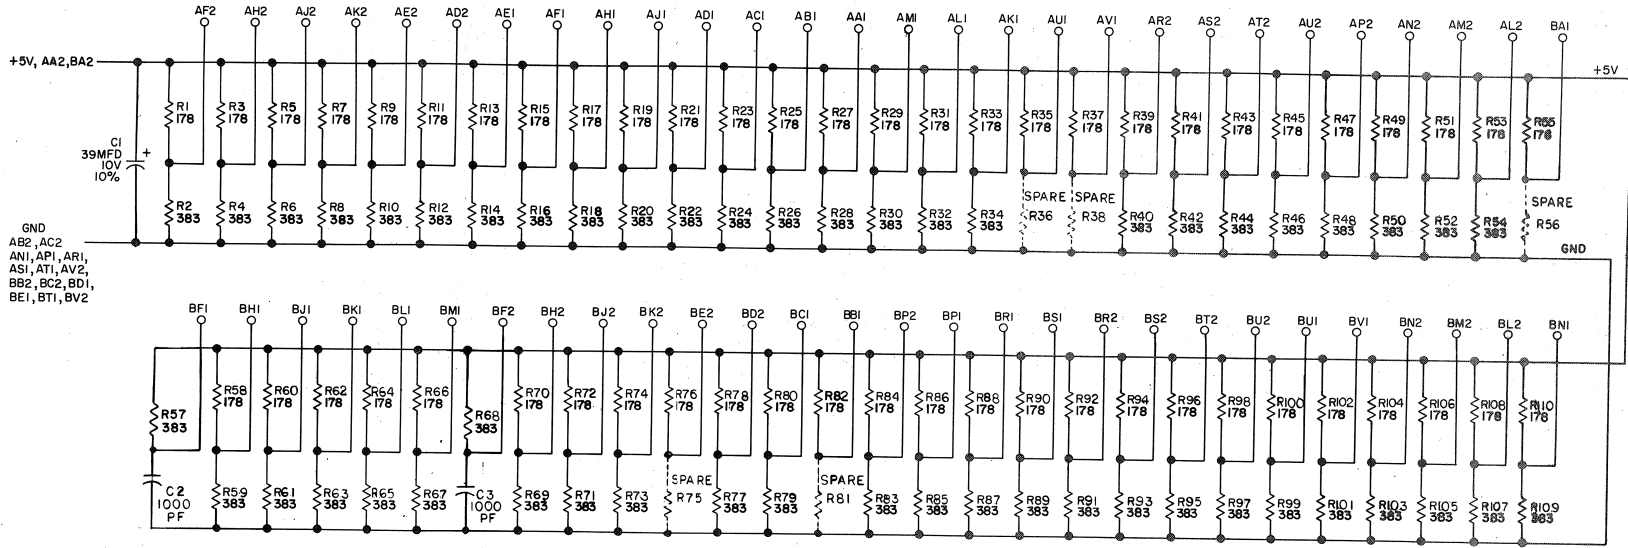 AF2 AH2 AJ2 AK2 AE2 AD2 AE1 AF1 AH1 AJ1 AD1 AC1 AB1 AA1 AM1 AL1 AK1 AU1 AV1 AR2 AS2 AT2 AU2 AP2 AN2 AM2 AL2 BA1
+5V, AA2,BA2
+5V
R1 R3 R5 R7 R9 R11 R13 R15 R17 R19 R21 R23 R25 R27 R29 R31 R33 R35 R37 R39 R41 R43 R45 R47 R49 R51 R53 R55
178 178 178 178 178 178 178 178 178 178 178 178 178 178 178 178 178 178 178 178 178 178 178 178 178 178 178 178
C1
39MFD +
10V
10%
SPARE SPARE SPARE
R2 R4 R6 R8 R10 R12 R14 R16 R18 R20 R22 R24 R26 R28 R30 R32 R34 R36 R38 R40 R42 R44 R46 R48 R50 R52 R54 R56
383 383 383 383 383 383 383 383 383 383 383 383 383 383 383 383 383 383 383 383 383 383 383 383 383
GND
GND
AB2, AC2
AN1, AP1, AR1,
AS1, AT1, AV2,
BB2, BC2, BD1,
BE1, BT1, BV2
BF1 BH1 BJ1 BK1 BL1 BM1 BF2 BH2 BJ2 BK2 BE2 BD2 BC1 BB1 BP2 BP1 BR1 BS1 BR2 BS2 BT2 BU2 BU1 BV1 BN2 BM2 BL2 BN1
R57 R58 R60 R62 R64 R66 R68 R70 R72 R74 R76 R78 R80 R82 R84 R86 R88 R90 R92 R94 R96 R98 R100 R102 R104 R106 R108 R110
383 178 178 178 178 178 383 178 178 178 178 178 178 178 178 178 178 178 178 178 178 178 178 178 178 178 178 178
SPARE SPARE
C2 R59 R61 R63 R65 R67 C3 R69 R71 R73 R75 R77 R79 R81 R83 R85 R87 R89 R91 R93 R95 R97 R99 R101 R103 R105 R107 R109
1000 383 383 383 383 383 1000 383 383 383 383 383 383 383 383 383 383 383 383 383 383 383 383 383 383 383 383
PF PF